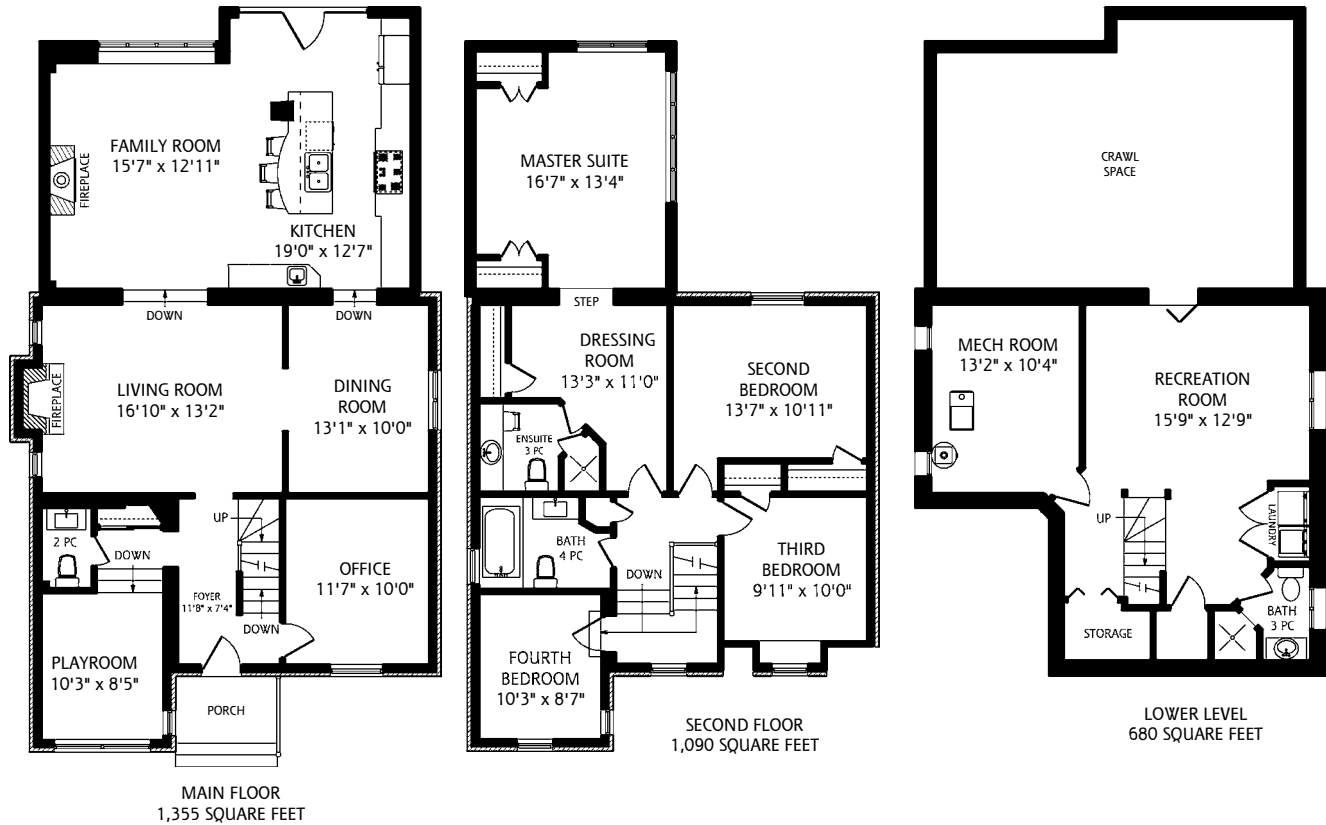 FAMILY ROOM
15'7" x 12'11"
FIREPLACE
KITCHEN
19'0" x 12'7"
DOWN
DOWN
LIVING ROOM
16'10" x 13'2"
FIREPLACE
DINING
ROOM
13'1" x 10'0"
2 PC
DOWN
UP
FOYER
11'8" x 7'4"
DOWN
OFFICE
11'7" x 10'0"
PLAYROOM
10'3" x 8'5"
PORCH
MAIN FLOOR
1,355 SQUARE FEET
MASTER SUITE
16'7" x 13'4"
STEP
DRESSING
ROOM
13'3" x 11'0"
SECOND
BEDROOM
13'7" x 10'11"
ENSUITE
3 PC
BATH
4 PC
DOWN
THIRD
BEDROOM
9'11" x 10'0"
FOURTH
BEDROOM
10'3" x 8'7"
SECOND FLOOR
1,090 SQUARE FEET
CRAWL
SPACE
MECH ROOM
13'2" x 10'4"
RECREATION
ROOM
15'9" x 12'9"
UP
LAUNDRY
STORAGE
BATH
3 PC
LOWER LEVEL
680 SQUARE FEET